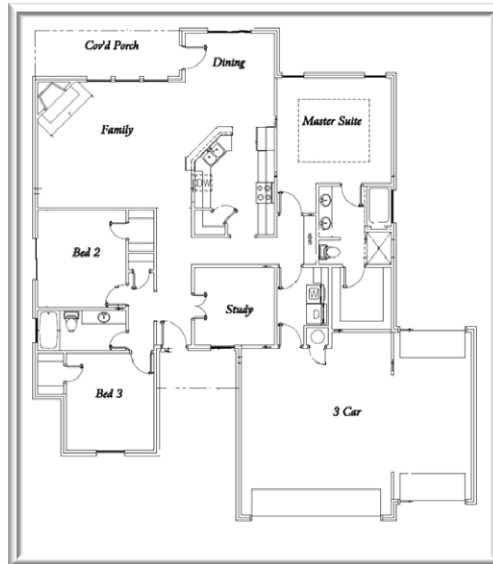 Cov'd Porch
Dining
Family
Master Suite
DW
Bed 2
Study
Bed 3
3 Car